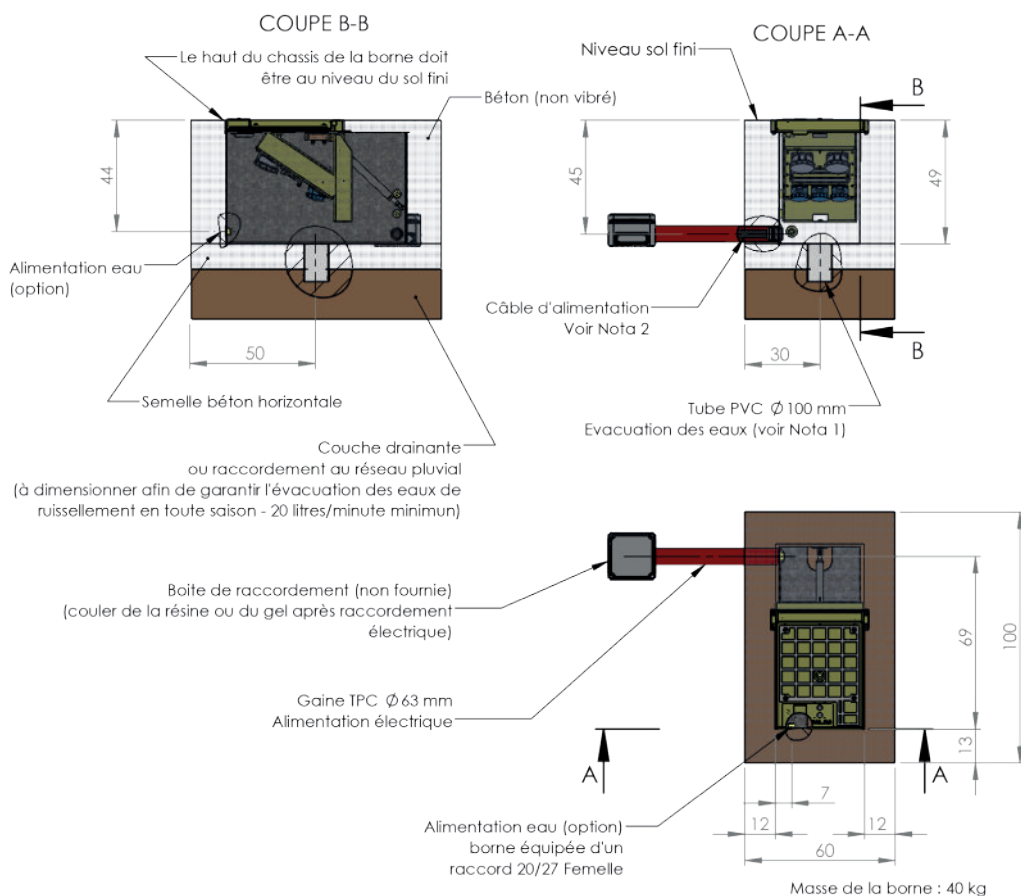 COUPE B-B
Le haut du chassis de la borne doit
être au niveau du sol fini
Béton (non vibré)
44
Alimentation eau
(option)
50
Semelle béton horizontale
Couche drainante
ou raccordement au réseau pluvial
(à dimensionner afin de garantir l'évacuation des eaux de
ruissellement en toute saison - 20 litres/minute minimun)
COUPE A-A
Niveau sol fini
B
45
49
Câble d'alimentation
Voir Nota 2
30
B
Tube PVC Ø100 mm
Evacuation des eaux (voir Nota 1)
Boite de raccordement (non fournie)
(couler de la résine ou du gel après raccordement
électrique)
Gaine TPC Ø63 mm
Alimentation électrique
69
100
13
A
A
7
12
12
60
Alimentation eau (option)
borne équipée d'un
raccord 20/27 Femelle
Masse de la borne : 40 kg